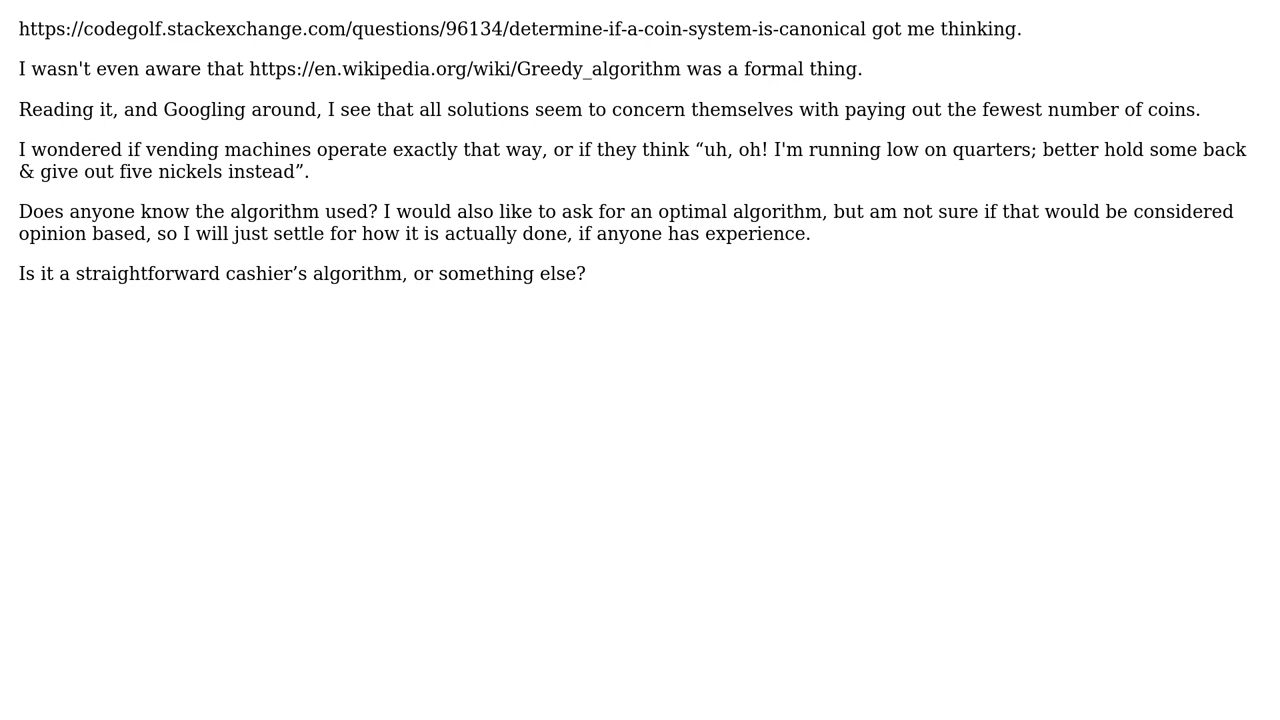 https://codegolf.stackexchange.com/questions/96134/determine-if-a-coin-system-is-canonical got me thinking.
I wasn't even aware that https://en.wikipedia.org/wiki/Greedy_algorithm was a formal thing.
Reading it, and Googling around, I see that all solutions seem to concern themselves with paying out the fewest number of coins.
I wondered if vending machines operate exactly that way, or if they think “uh, oh! I'm running low on quarters; better hold some back
& give out five nickels instead”.
Does anyone know the algorithm used? I would also like to ask for an optimal algorithm, but am not sure if that would be considered
opinion based, so I will just settle for how it is actually done, if anyone has experience.
Is it a straightforward cashier’s algorithm, or something else?